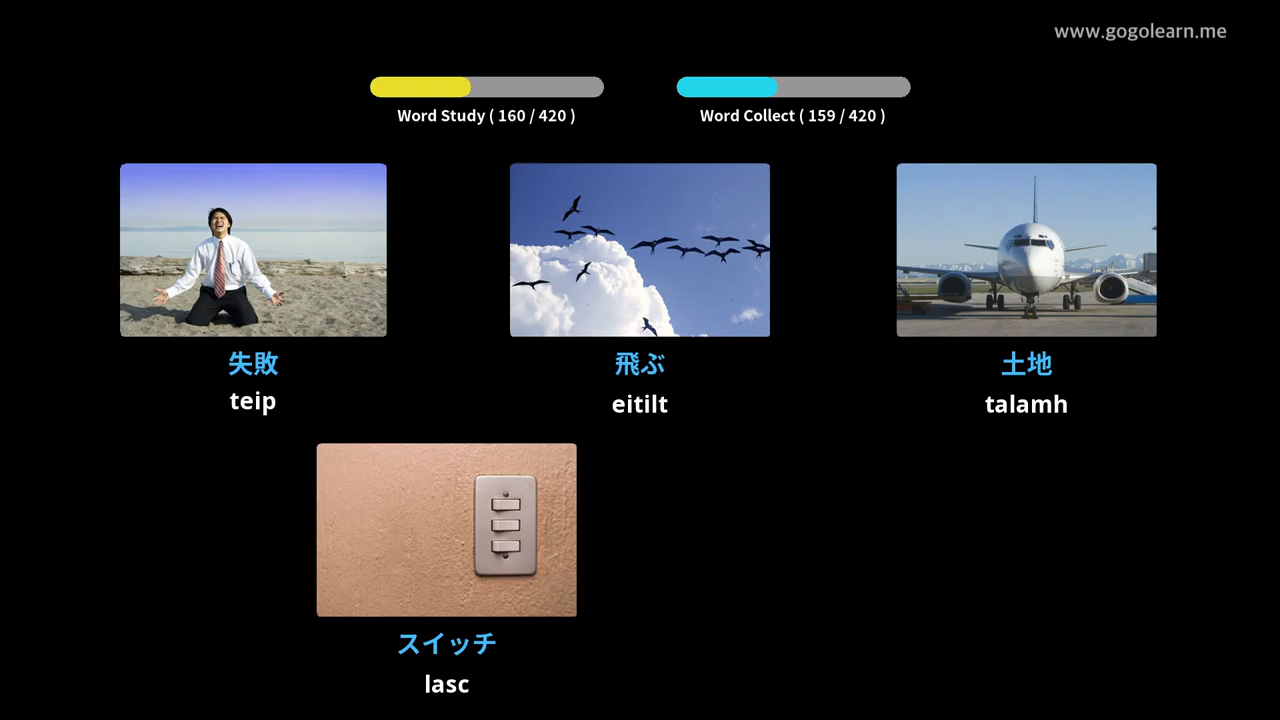 www.gogolearn.me
Word Study ( 160 / 420 )
Word Collect ( 159 / 420 )
失敗
teip
飛ぶ
eitilt
土地
talamh
スイッチ
lasc